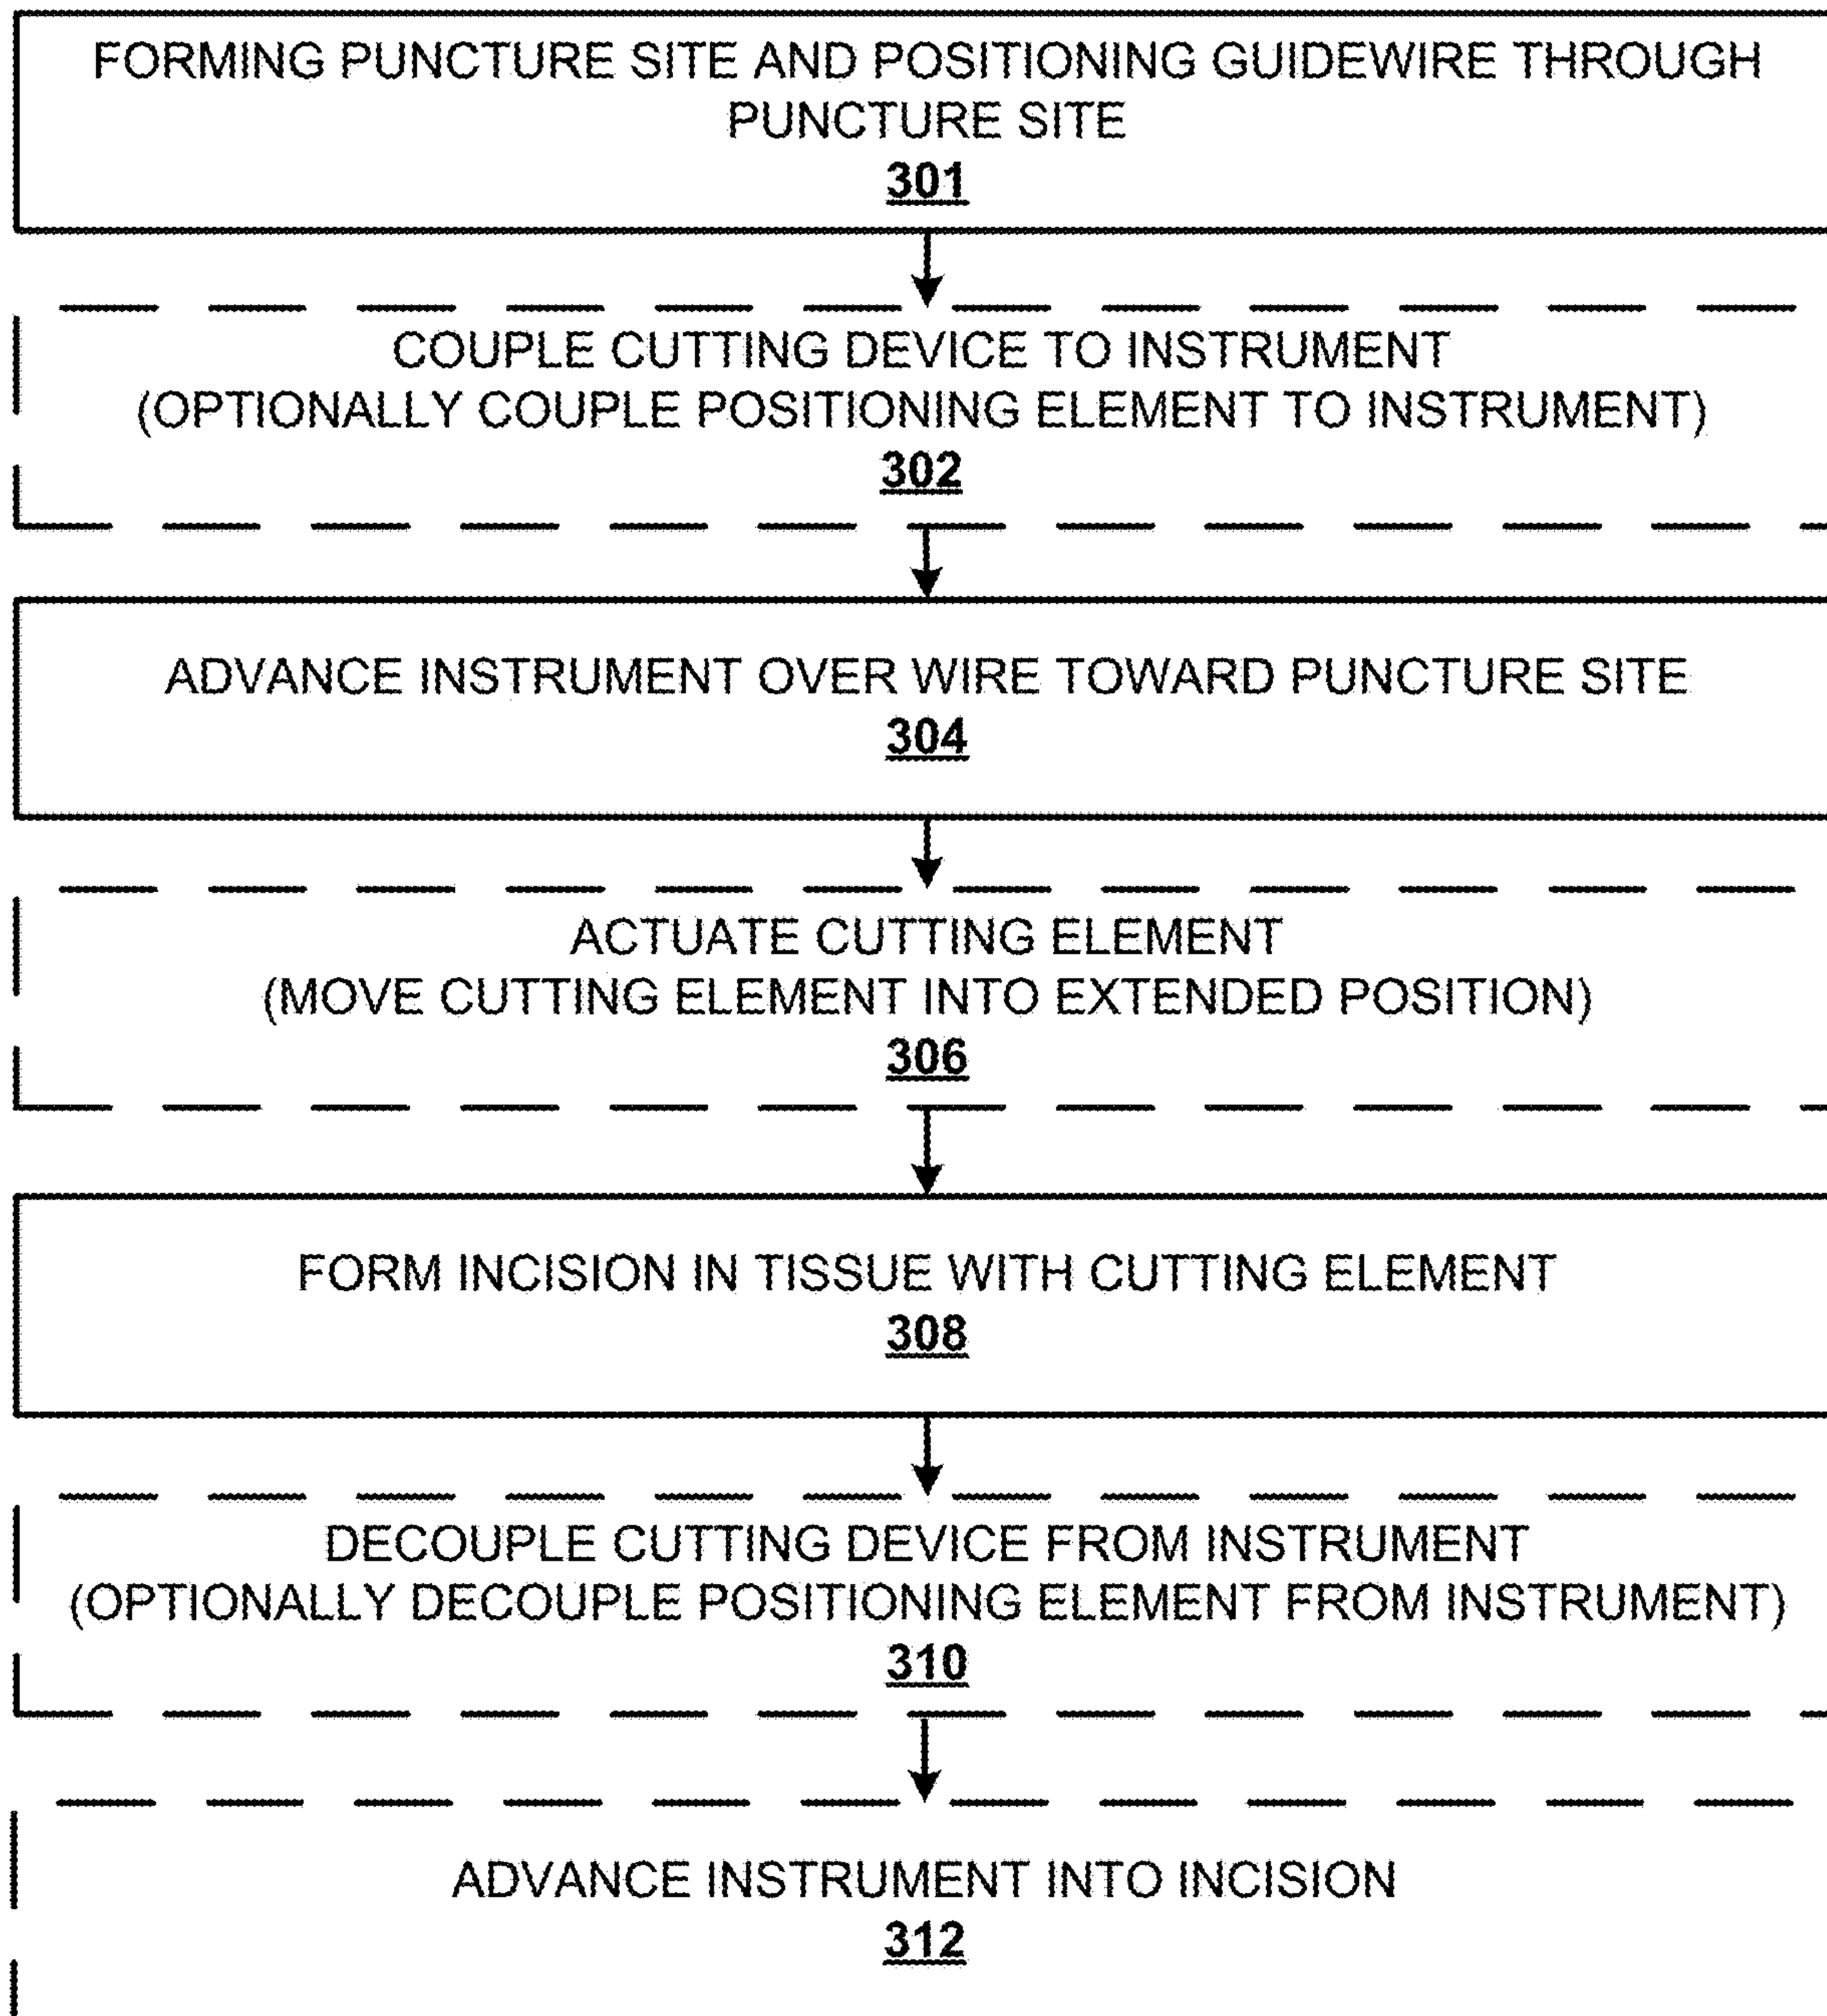 FORMING PUNCTURE SITE AND POSITIONING GUIDEWIRE THROUGH
PUNCTURE SITE
301
COUPLE CUTTING DEVICE TO INSTRUMENT
(OPTIONALLY COUPLE POSITIONING ELEMENT TO INSTRUMENT)
302
ADVANCE INSTRUMENT OVER WIRE TOWARD PUNCTURE SITE
304
ACTUATE CUTTING ELEMENT
(MOVE CUTTING ELEMENT INTO EXTENDED POSITION)
306
FORM INCISION IN TISSUE WITH CUTTING ELEMENT
308
DECOUPLE CUTTING DEVICE FROM INSTRUMENT
(OPTIONALLY DECOUPLE POSITIONING ELEMENT FROM INSTRUMENT)
310
ADVANCE INSTRUMENT INTO INCISION
312